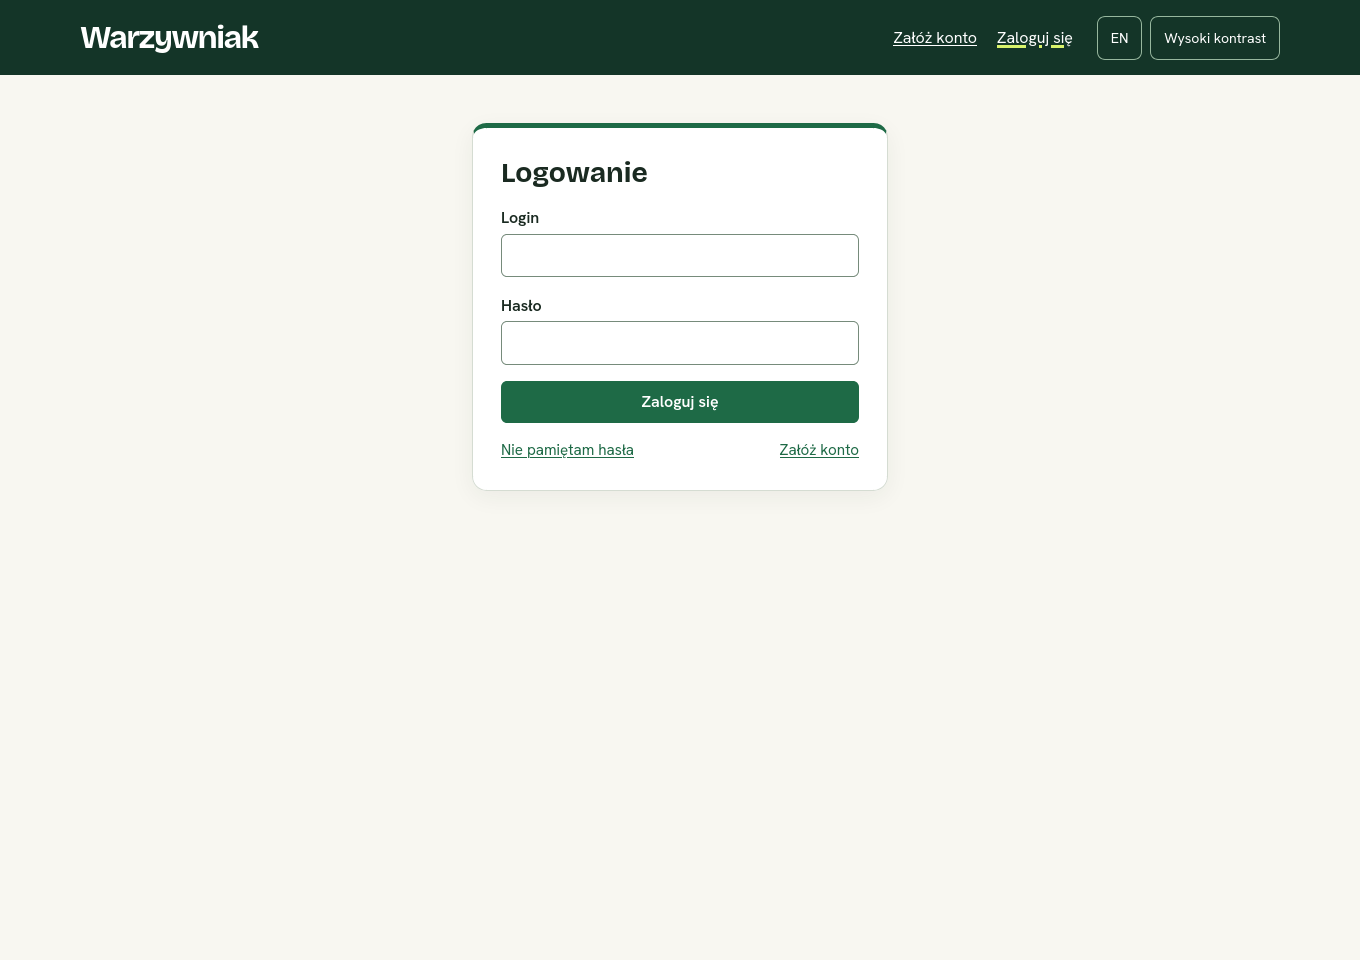 Warzywniak
Załóż konto
Zaloguj się
EN
Wysoki kontrast
Logowanie
Login
Hasło
Zaloguj się
Nie pamiętam hasła
Załóż konto